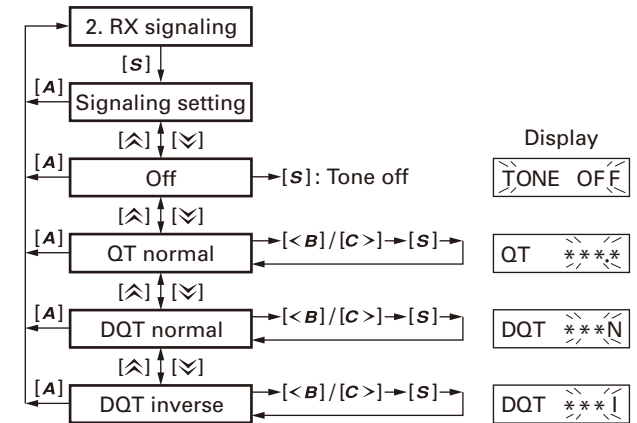 2. RX signaling
[S]
[A]
Signaling setting
[︽] [︾]
Display
[A]
Off
[S]: Tone off
TONE OFF
[︽] [︾]
[A]
QT normal
[<B]/[C>] [S]
QT ***.*
[︽] [︾]
[A]
DQT normal
[<B]/[C>] [S]
DQT ***N
[︽] [︾]
[A]
DQT inverse
[<B]/[C>] [S]
DQT ***I